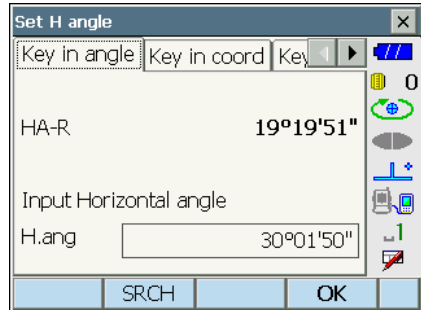 Set H angle
Key in angle Key in coord Key
0
HA-R 19°19'51"
Input Horizontal angle
H.ang 30°01'50"
1
SRCH OK